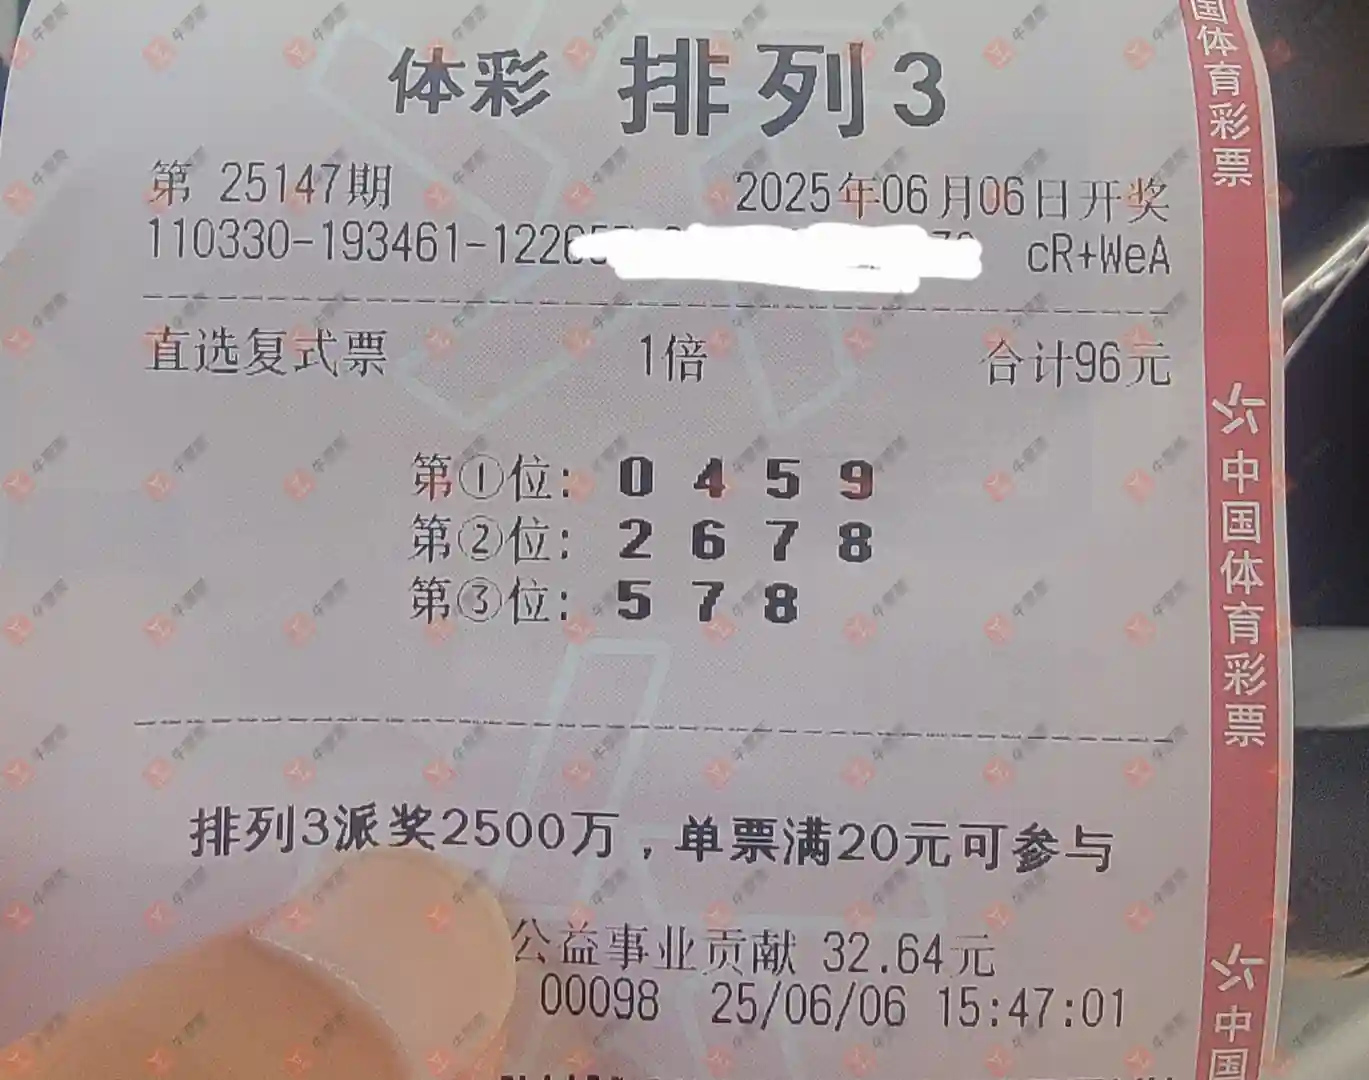 体彩 排列3
第 25147期 2025年06月06日开奖
110330-193461-1226 cR+WeA
直选复式票 1倍 合计96元
第①位: 0 4 5 9
第②位: 2 6 7 8
第③位: 5 7 8
排列3派奖2500万,单票满20元可参与
公益事业贡献 32.64元
00098 25/06/06 15:47:01
国体育彩票
中国体育彩票
中国